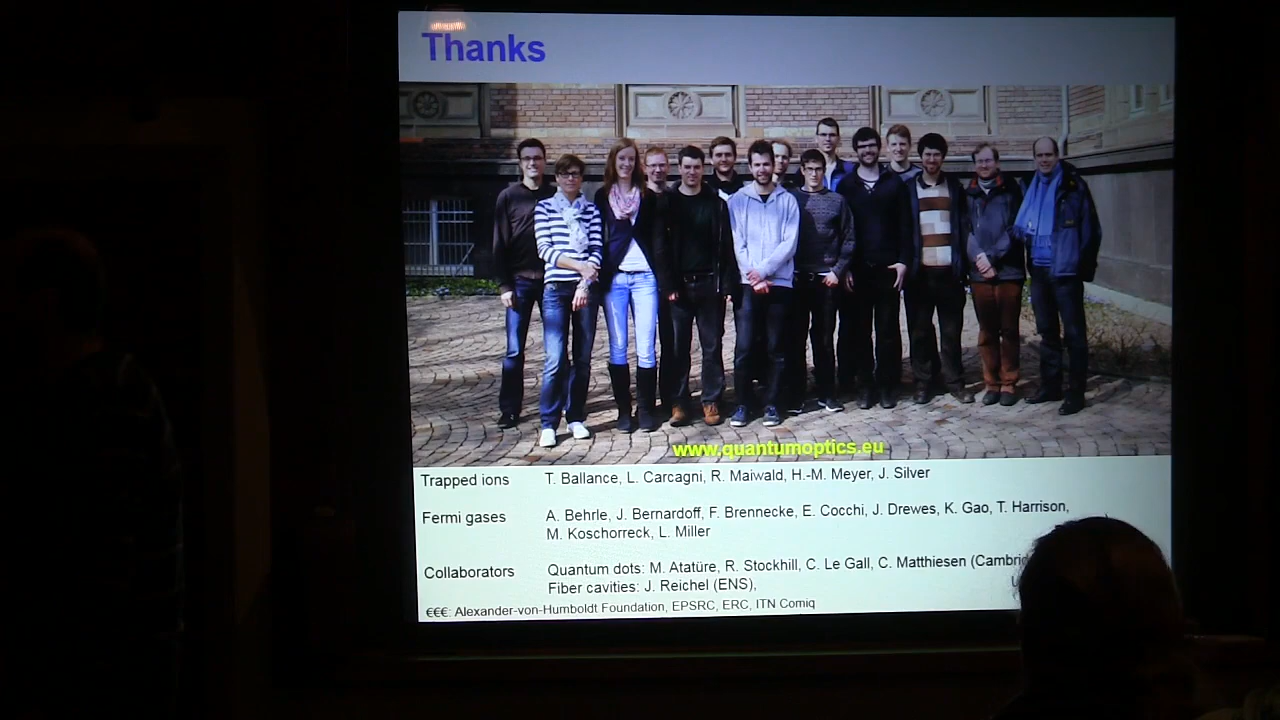 Thanks
www.quantumoptics.eu
Trapped ions T. Ballance, L. Carcagni, R. Maiwald, H.-M. Meyer, J. Silver
Fermi gases A. Behrle, J. Bernardoff, F. Brennecke, E. Cocchi, J. Drewes, K. Gao, T. Harrison,
M. Koschorreck, L. Miller
Collaborators Quantum dots: M. Atatüre, R. Stockhill, C. Le Gall, C. Matthiesen
Fiber cavities: J. Reichel (ENS),
€€€: Alexander-von-Humboldt Foundation, EPSRC, ERC, ITN Comiq